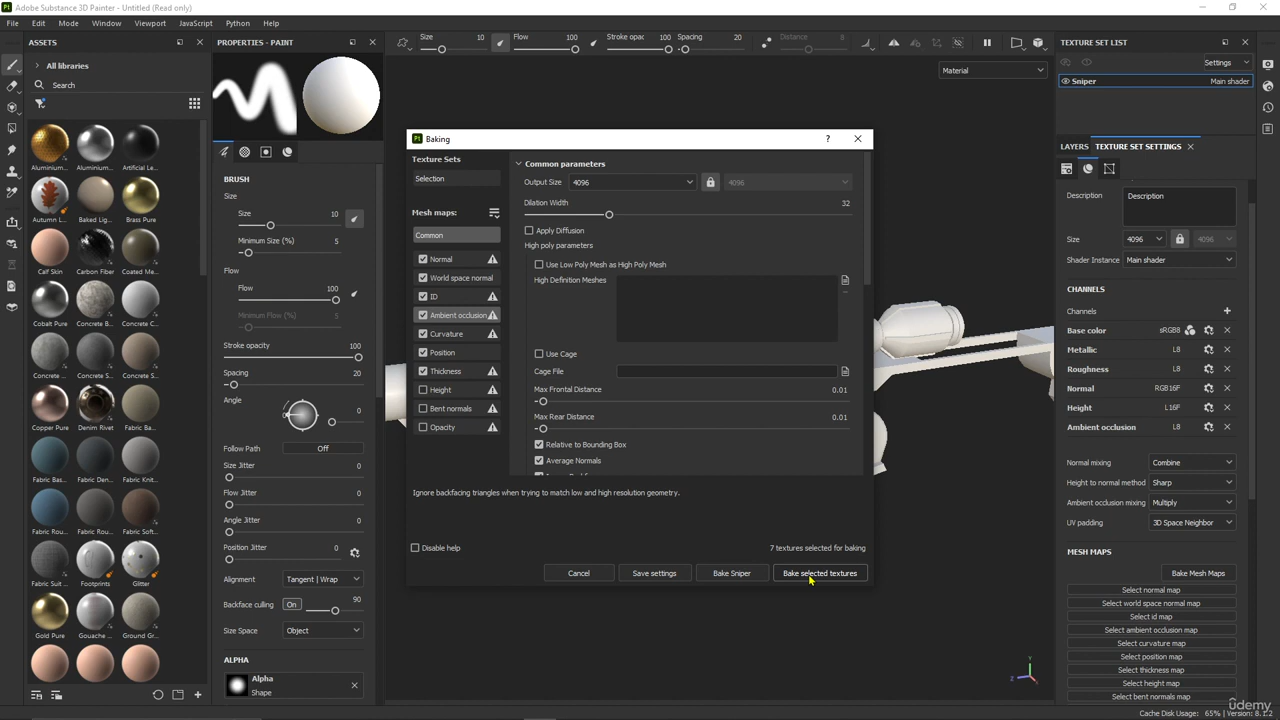 Adobe Substance 3D Painter - Untitled (Read only)
File Edit Mode Window Viewport JavaScript Python Help
Size 10 Flow 100 Stroke opac 100 Spacing 20 Distance 8
ASSETS
All libraries
Search
Aluminium... Aluminium... Artificial Le...
Autumn L... Baked Lig... Brass Pure
Calf Skin Carbon Fiber Coated Me...
Cobalt Pure Concrete B... Concrete C...
Concrete ... Concrete ... Concrete ...
Copper Pure Denim Rivet Fabric Ba...
Fabric Bas... Fabric Den... Fabric Knit...
Fabric Rou... Fabric Rou... Fabric Soft...
Fabric Suit ... Footprints Glitter
Gold Pure Gouache ... Ground Gr...
PROPERTIES - PAINT
BRUSH
Size
Size 10
Minimum Size (%) 5
Flow
Flow 100
Minimum Flow (%) 5
Stroke opacity 100
Spacing 20
Angle 0
Follow Path Off
Size Jitter 0
Flow Jitter 0
Angle Jitter 0
Position Jitter 0
Alignment Tangent | Wrap
Backface culling On 90
Size Space Object
ALPHA
Alpha
Shape
Material
Baking
Texture Sets
Selection
Mesh maps:
Common
Normal
World space normal
ID
Ambient occlusion
Curvature
Position
Thickness
Height
Bent normals
Opacity
Common parameters
Output Size 4096 4096
Dilation Width 32
Apply Diffusion
High poly parameters
Use Low Poly Mesh as High Poly Mesh
High Definition Meshes
Use Cage
Cage File
Max Frontal Distance 0.01
Max Rear Distance 0.01
Relative to Bounding Box
Average Normals
Ignore backfacing triangles when trying to match low and high resolution geometry.
Disable help
7 textures selected for baking
Cancel Save settings Bake Sniper Bake selected textures
TEXTURE SET LIST
Settings
Sniper Main shader
LAYERS TEXTURE SET SETTINGS
Description Description
Size 4096 4096
Shader Instance Main shader
CHANNELS
Channels
Base color sRGB8
Metallic L8
Roughness L8
Normal RGB16F
Height L16F
Ambient occlusion L8
Normal mixing Combine
Height to normal method Sharp
Ambient occlusion mixing Multiply
UV padding 3D Space Neighbor
MESH MAPS
Bake Mesh Maps
Select normal map
Select world space normal map
Select id map
Select ambient occlusion map
Select curvature map
Select position map
Select thickness map
Select height map
Select bent normals map
Y
Z
Cache Disk Usage: 65% | Version: 8.1.2
udemy